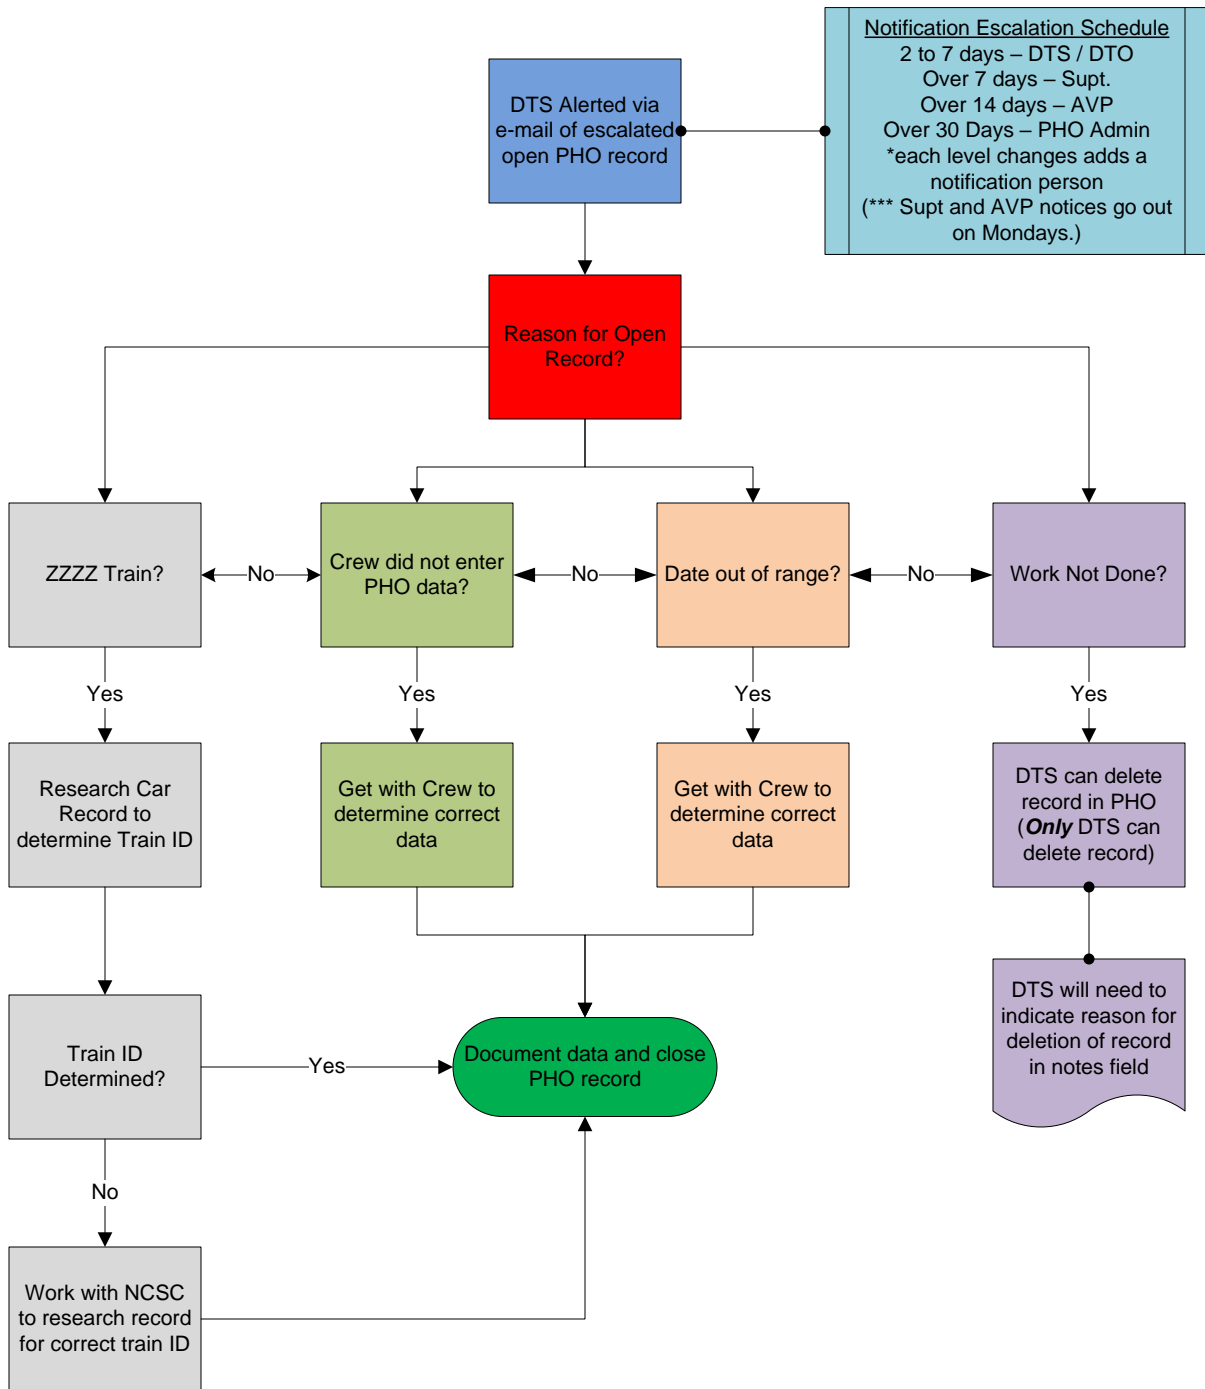 Notification Escalation Schedule
2 to 7 days – DTS / DTO
Over 7 days – Supt.
Over 14 days – AVP
Over 30 Days – PHO Admin
*each level changes adds a
notification person
(*** Supt and AVP notices go out
on Mondays.)
DTS Alerted via
e-mail of escalated
open PHO record
Reason for Open
Record?
ZZZZ Train?
No
Crew did not enter
PHO data?
No
Date out of range?
No
Work Not Done?
Yes
Yes
Yes
Yes
Research Car
Record to
determine Train ID
Get with Crew to
determine correct
data
Get with Crew to
determine correct
data
DTS can delete
record in PHO
(Only DTS can
delete record)
DTS will need to
indicate reason for
deletion of record
in notes field
Train ID
Determined?
Yes
Document data and close
PHO record
No
Work with NCSC
to research record
for correct train ID